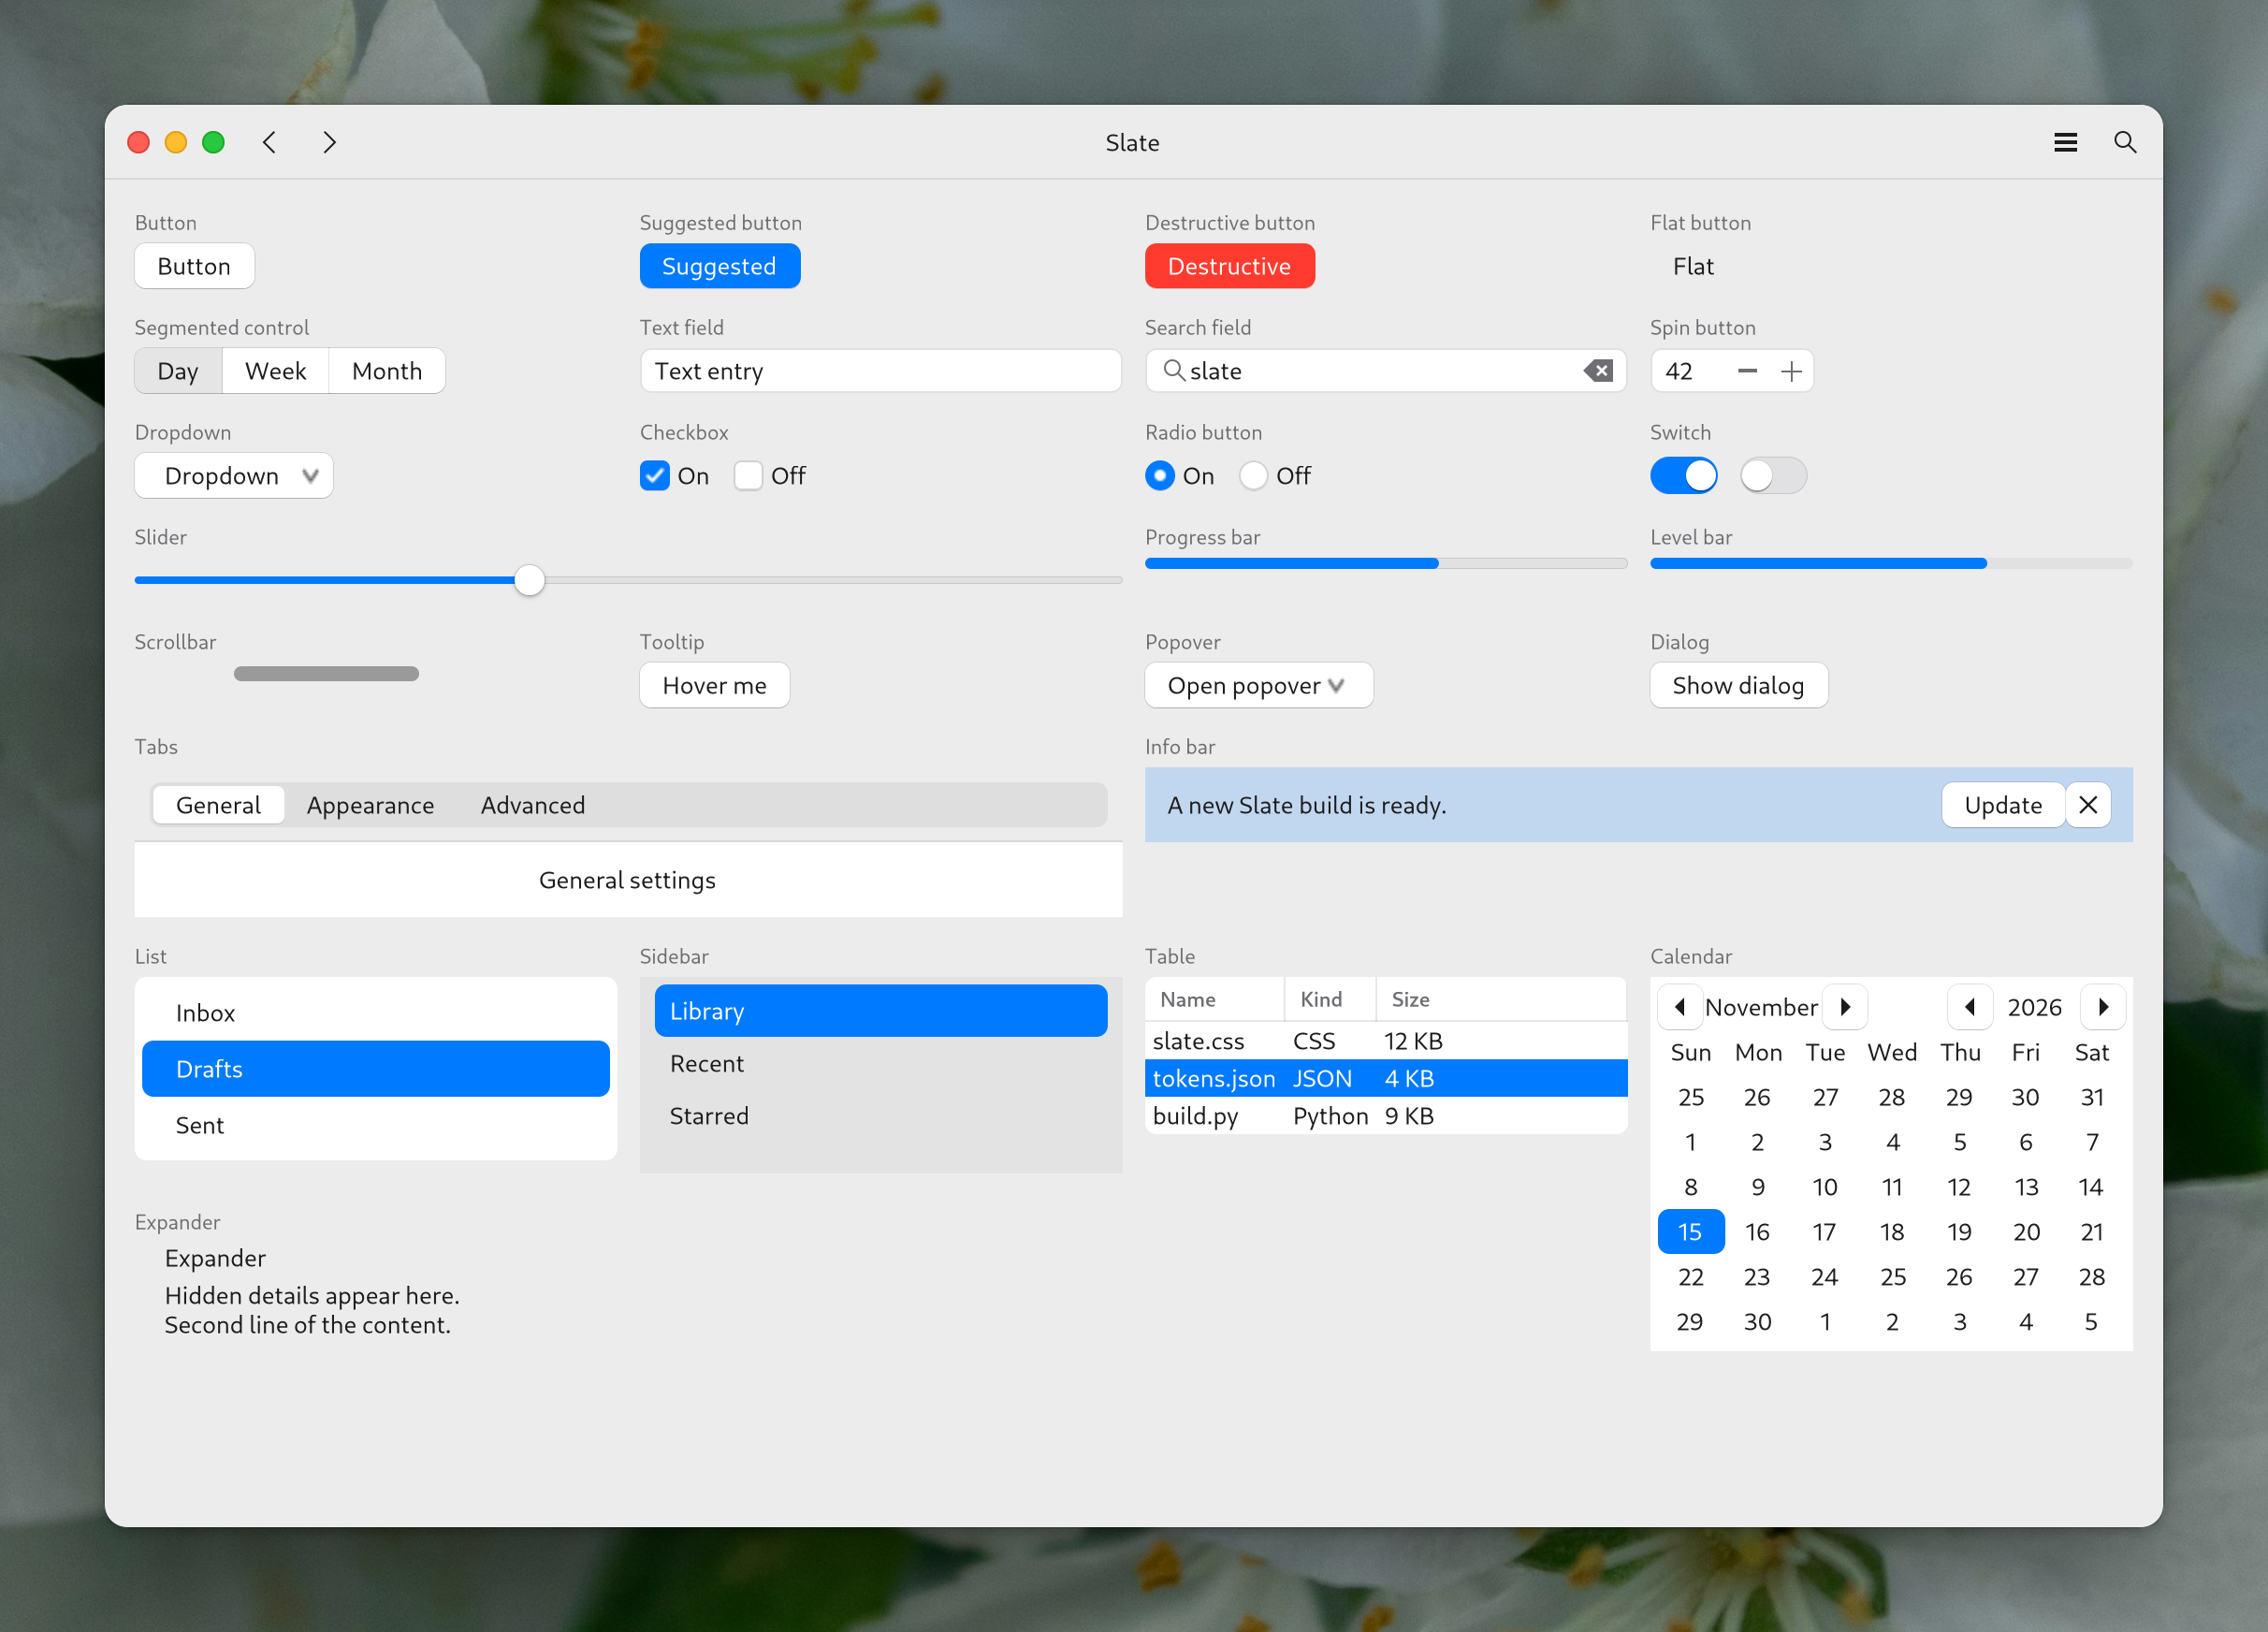 Slate
Button
Suggested button
Destructive button
Flat button
Button
Suggested
Destructive
Flat
Segmented control
Text field
Search field
Spin button
Day Week Month
Text entry
slate
42
Dropdown
Checkbox
Radio button
Switch
Dropdown
On Off
On Off
Slider
Progress bar
Level bar
Scrollbar
Tooltip
Popover
Dialog
Hover me
Open popover
Show dialog
Tabs
Info bar
General Appearance Advanced
A new Slate build is ready.
Update
General settings
List
Inbox
Drafts
Sent
Sidebar
Library
Recent
Starred
Table
Name Kind Size
slate.css CSS 12 KB
tokens.json JSON 4 KB
build.py Python 9 KB
Calendar
November 2026
Sun Mon Tue Wed Thu Fri Sat
25 26 27 28 29 30 31
1 2 3 4 5 6 7
8 9 10 11 12 13 14
15 16 17 18 19 20 21
22 23 24 25 26 27 28
29 30 1 2 3 4 5
Expander
Expander
Hidden details appear here.
Second line of the content.